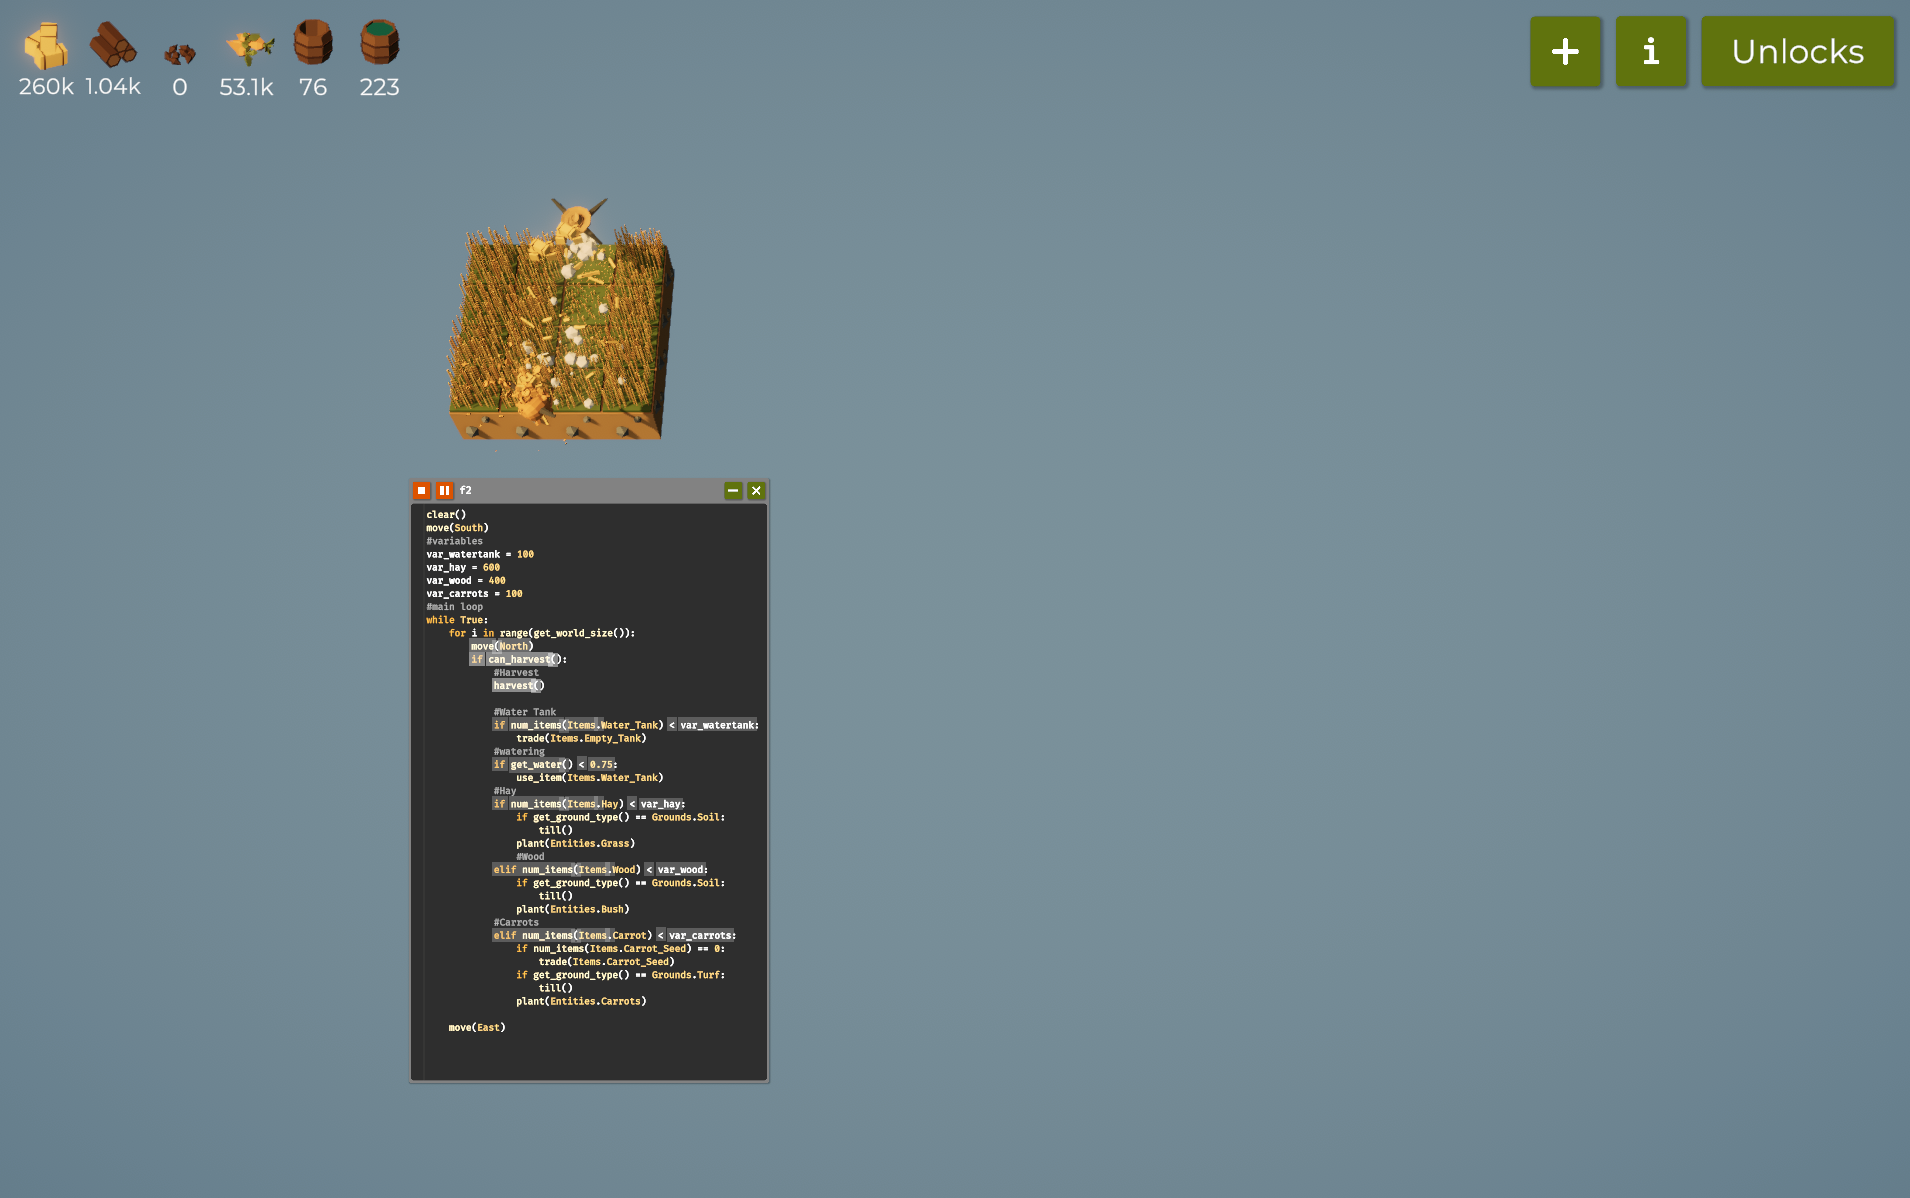 260k 1.04k 0 53.1k 76 223
+ i Unlocks
f2
clear()
move(South)
#variables
var_watertank = 100
var_hay = 600
var_wood = 400
var_carrots = 100
#main loop
while True:
for i in range(get_world_size()):
move(North)
if can_harvest():
#Harvest
harvest()
#Water Tank
if num_items(Items.Water_Tank) < var_watertank:
trade(Items.Empty_Tank)
#watering
if get_water() < 0.75:
use_item(Items.Water_Tank)
#Hay
if num_items(Items.Hay) < var_hay:
if get_ground_type() == Grounds.Soil:
till()
plant(Entities.Grass)
#Wood
elif num_items(Items.Wood) < var_wood:
if get_ground_type() == Grounds.Soil:
till()
plant(Entities.Bush)
#Carrots
elif num_items(Items.Carrot) < var_carrots:
if num_items(Items.Carrot_Seed) == 0:
trade(Items.Carrot_Seed)
if get_ground_type() == Grounds.Turf:
till()
plant(Entities.Carrots)
move(East)